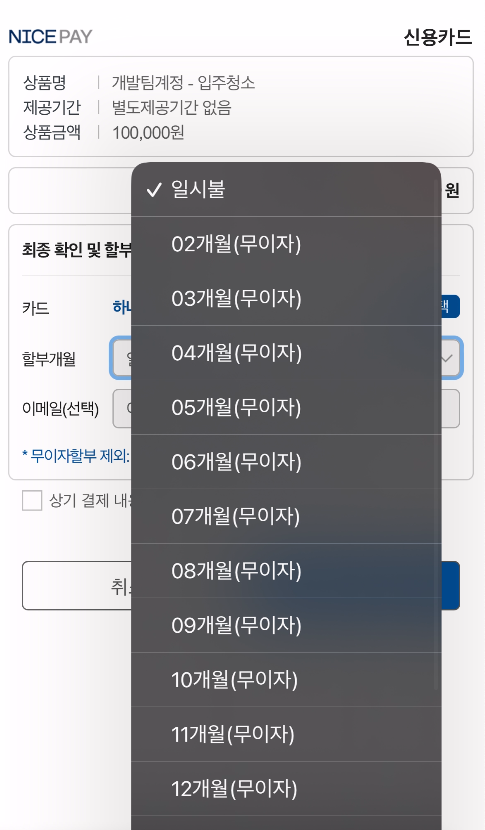 NICE PAY 신용카드
상품명 | 개발팀계정 - 입주청소
제공기간 | 별도제공기간 없음
상품금액 | 100,000원
원
최종 확인 및 할부
카드
할부개월
이메일(선택)
* 무이자할부 제외:
상기 결제
일시불
02개월(무이자)
03개월(무이자)
04개월(무이자)
05개월(무이자)
06개월(무이자)
07개월(무이자)
08개월(무이자)
09개월(무이자)
10개월(무이자)
11개월(무이자)
12개월(무이자)